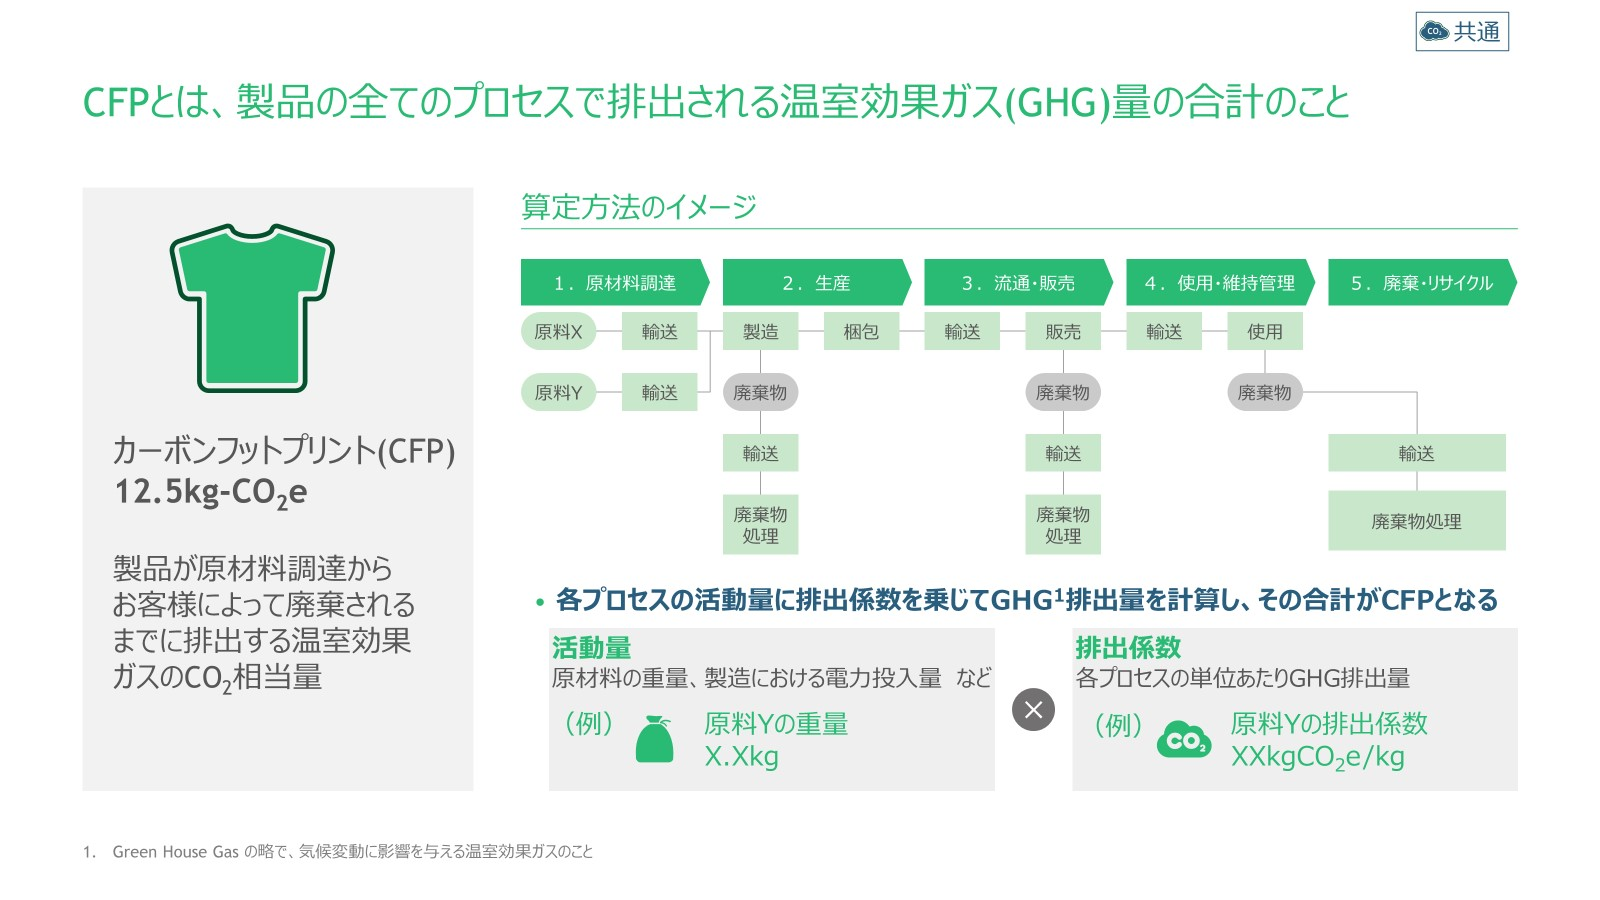 CO₂ 共通
CFPとは、製品の全てのプロセスで排出される温室効果ガス(GHG)量の合計のこと
カーボンフットプリント(CFP)
12.5kg-CO₂e
製品が原材料調達から
お客様によって廃棄される
までに排出する温室効果
ガスのCO₂相当量
算定方法のイメージ
1. 原材料調達
2. 生産
3. 流通・販売
4. 使用・維持管理
5. 廃棄・リサイクル
原料X
輸送
製造
梱包
輸送
販売
輸送
使用
原料Y
輸送
廃棄物
廃棄物
廃棄物
輸送
輸送
輸送
廃棄物
処理
廃棄物
処理
廃棄物処理
• 各プロセスの活動量に排出係数を乗じてGHG¹排出量を計算し、その合計がCFPとなる
活動量
原材料の重量、製造における電力投入量 など
（例）
原料Yの重量
X.Xkg
×
排出係数
各プロセスの単位あたりGHG排出量
（例）
CO₂
原料Yの排出係数
XXkgCO₂e/kg
1. Green House Gas の略で、気候変動に影響を与える温室効果ガスのこと